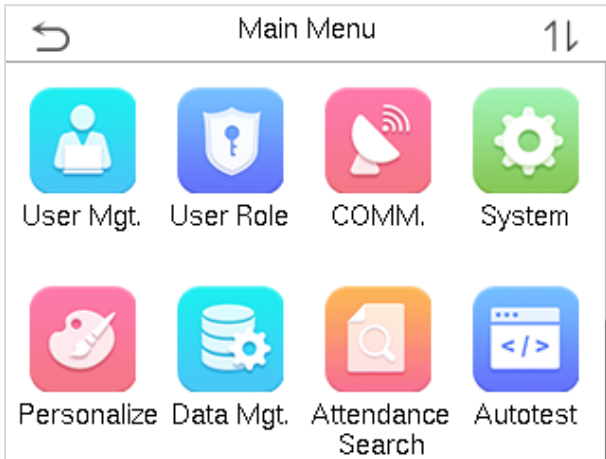 Main Menu
User Mgt. User Role COMM. System
Personalize Data Mgt. Attendance Search Autotest